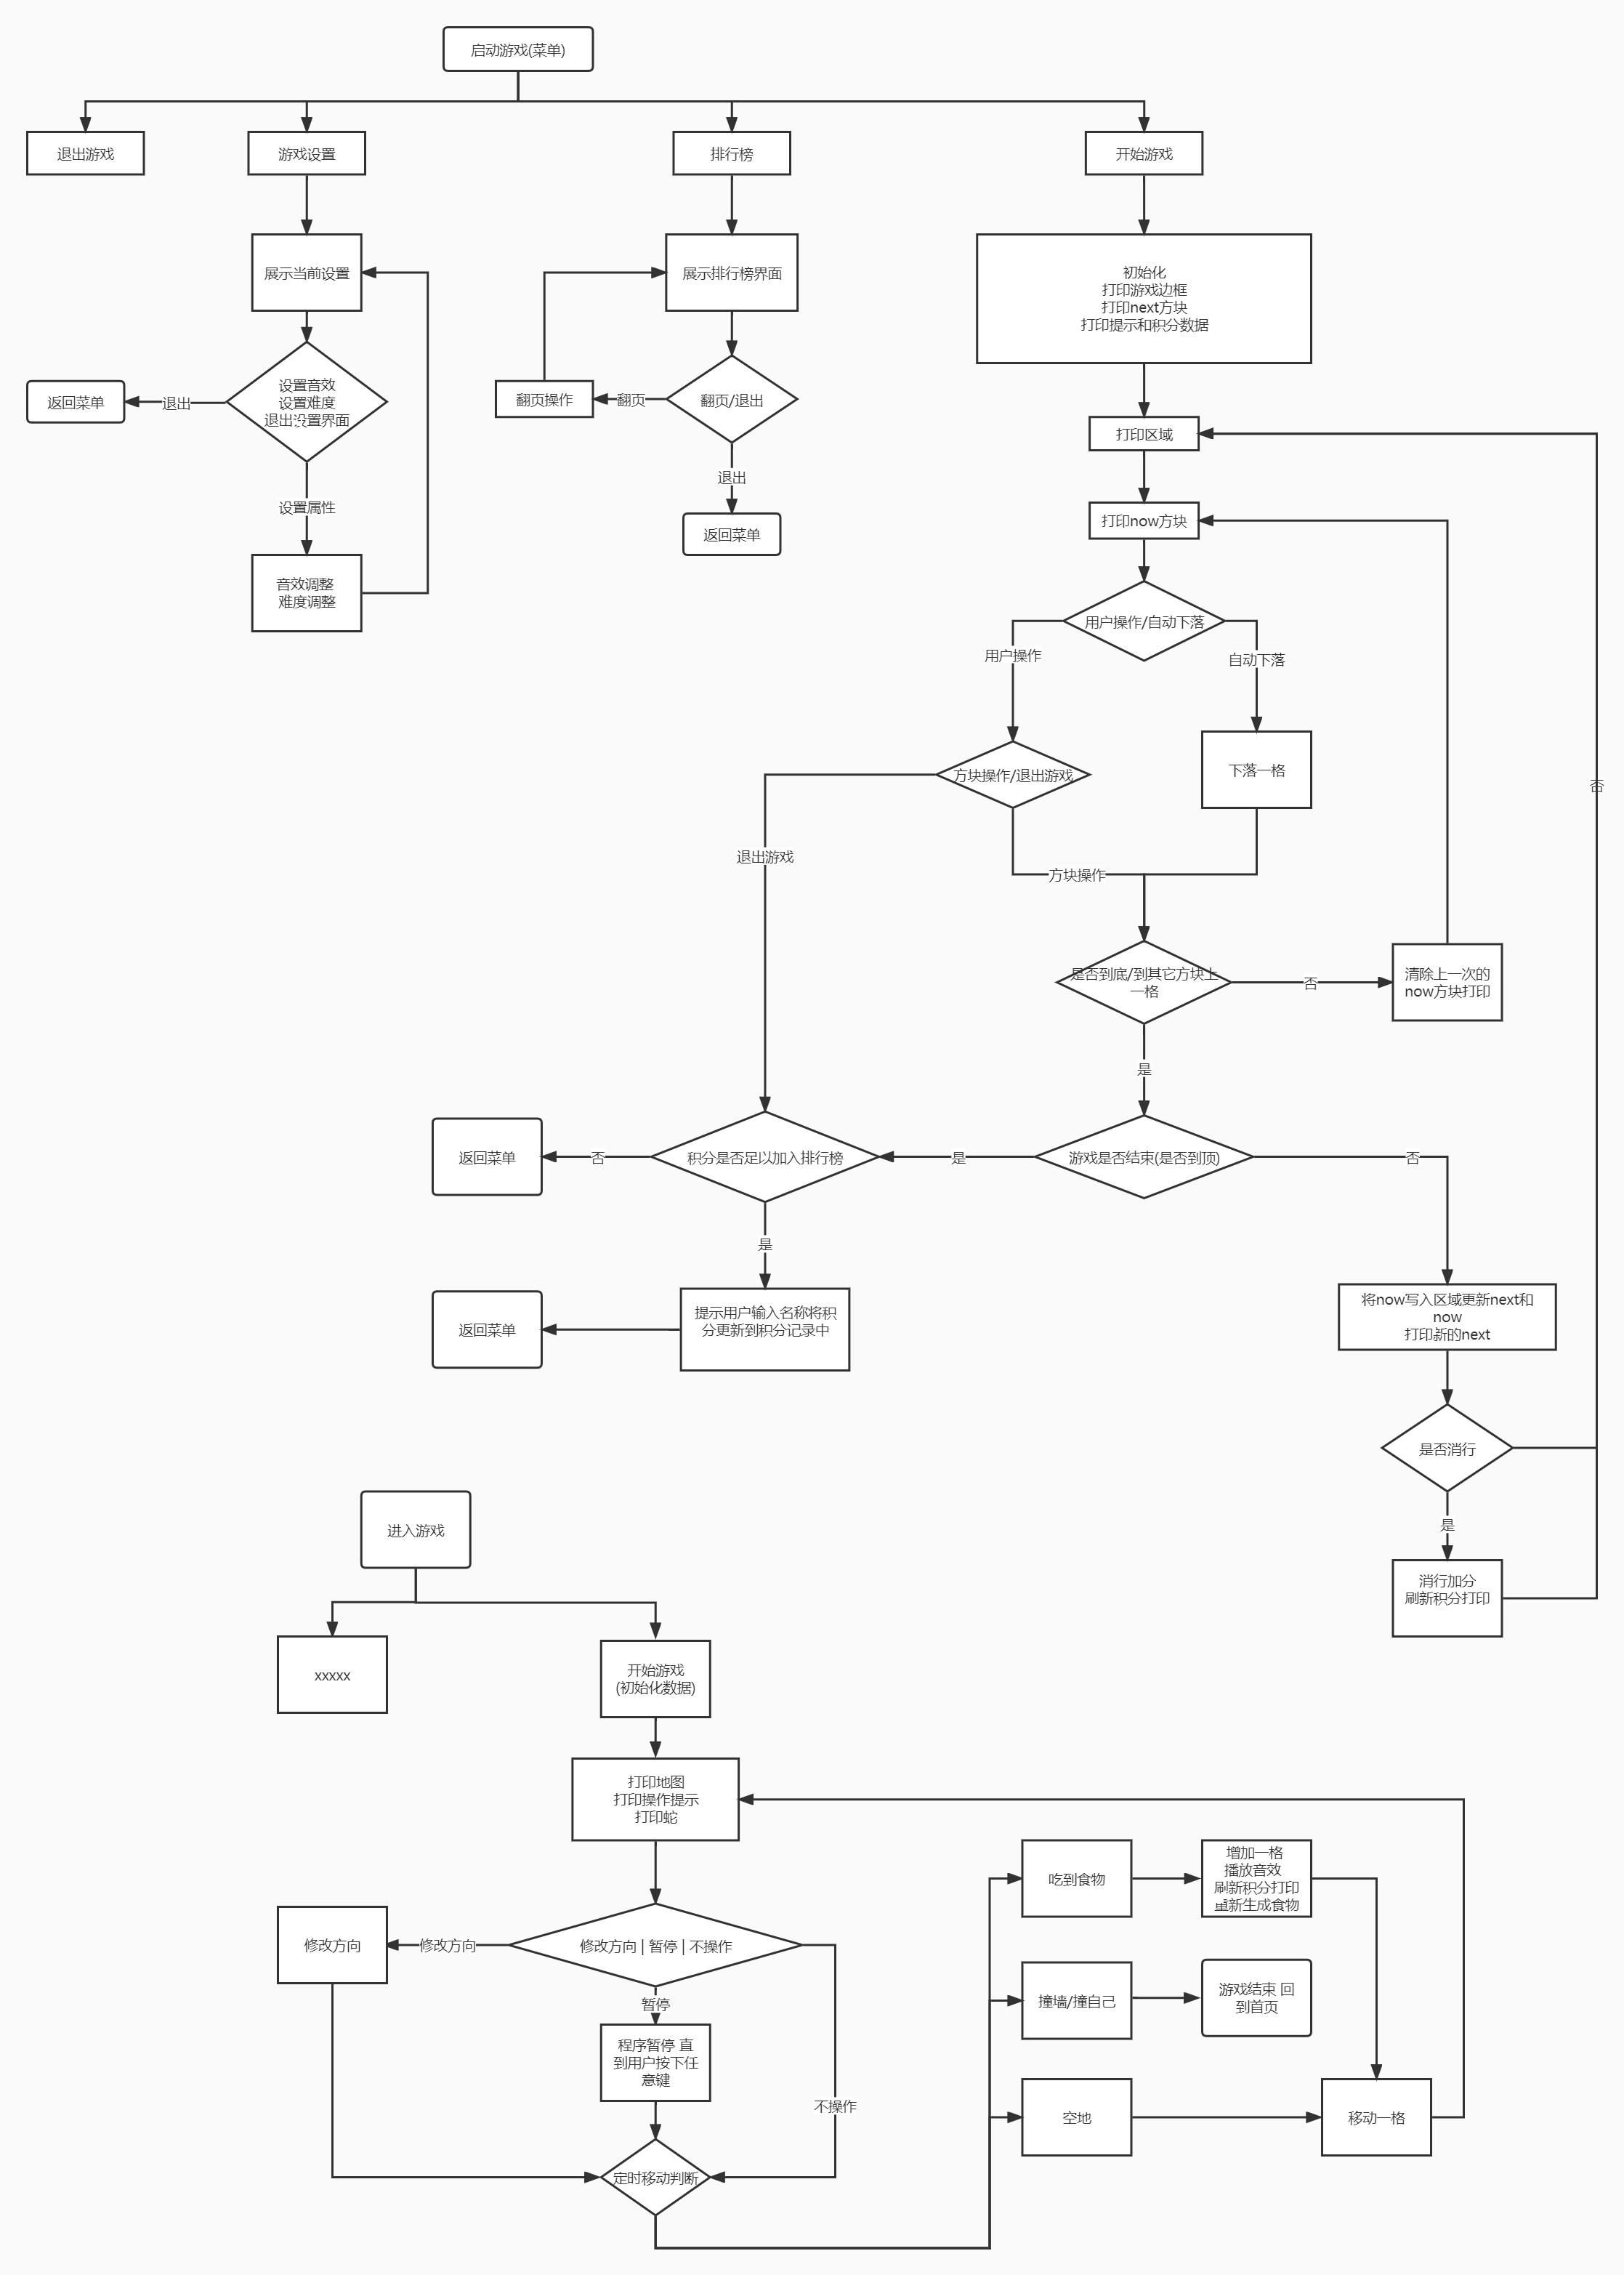 启动游戏(菜单)
退出游戏
游戏设置
排行榜
开始游戏
展示当前设置
展示排行榜界面
初始化
打印游戏边框
打印next方块
打印提示和积分数据
返回菜单
退出
设置音效
设置难度
退出设置界面
翻页操作
翻页
翻页/退出
打印区域
退出
设置属性
返回菜单
打印now方块
音效调整
难度调整
用户操作/自动下落
用户操作
自动下落
方块操作/退出游戏
下落一格
否
退出游戏
方块操作
是否到底/到其它方块上
一格
否
清除上一次的
now方块打印
是
返回菜单
否
积分是否足以加入排行榜
是
游戏是否结束(是否到顶)
否
是
返回菜单
提示用户输入名称将积
分更新到积分记录中
将now写入区域更新next和
now
打印新的next
是否消行
是
消行加分
刷新积分打印
进入游戏
xxxxx
开始游戏
(初始化数据)
打印地图
打印操作提示
打印蛇
吃到食物
增加一格
播放音效
刷新积分打印
重新生成食物
修改方向
修改方向
修改方向 | 暂停 | 不操作
暂停
撞墙/撞自己
游戏结束 回
到首页
程序暂停 直
到用户按下任
意键
不操作
空地
移动一格
定时移动判断